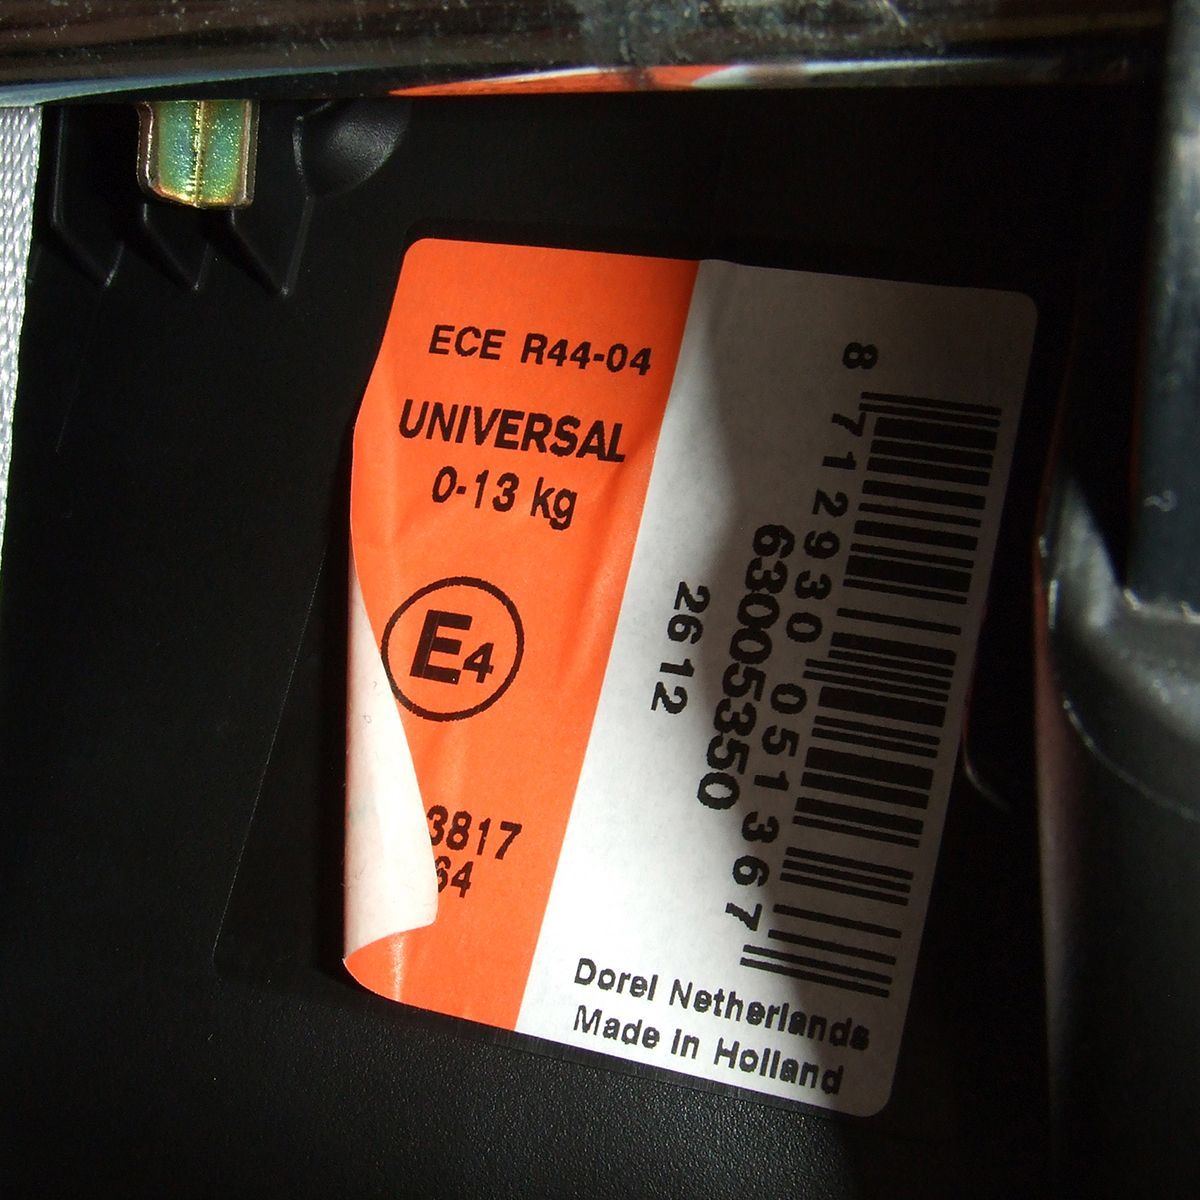 ECE R44-04
UNIVERSAL
0-13 kg
E4
3817
64
8 712930 051367
63005350
2612
Dorel Netherlands
Made in Holland